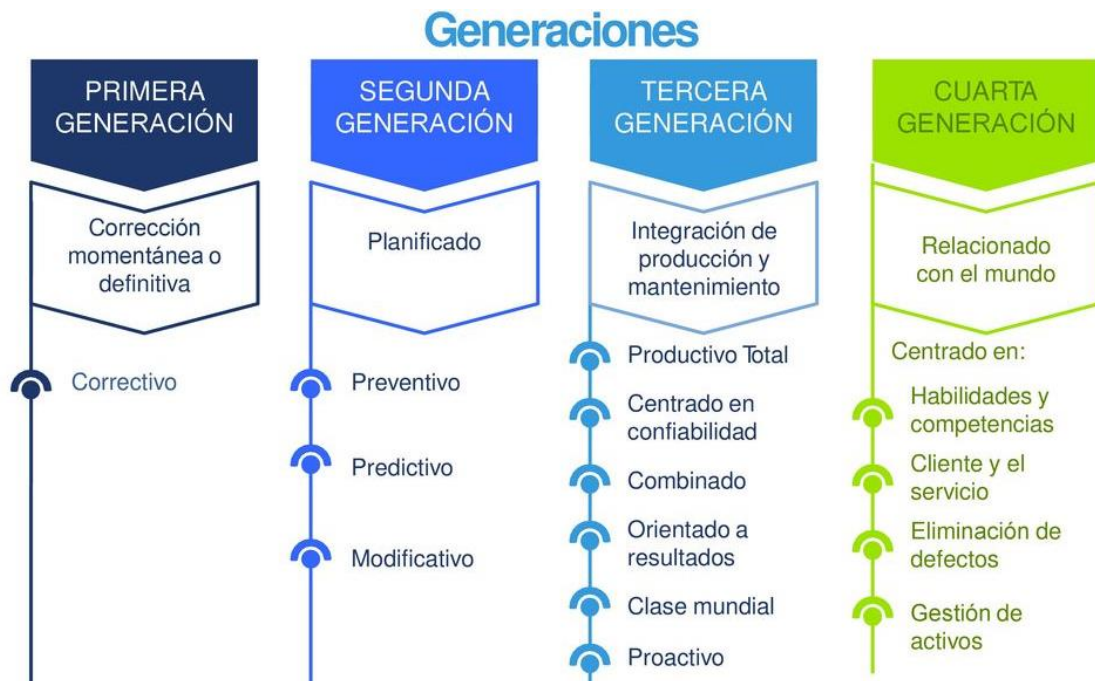 Generaciones
PRIMERA
GENERACIÓN
Corrección
momentánea o
definitiva
Correctivo
SEGUNDA
GENERACIÓN
Planificado
Preventivo
Predictivo
Modificativo
TERCERA
GENERACIÓN
Integración de
producción y
mantenimiento
Productivo Total
Centrado en
confiabilidad
Combinado
Orientado a
resultados
Clase mundial
Proactivo
CUARTA
GENERACIÓN
Relacionado
con el mundo
Centrado en:
Habilidades y
competencias
Cliente y el
servicio
Eliminación de
defectos
Gestión de
activos